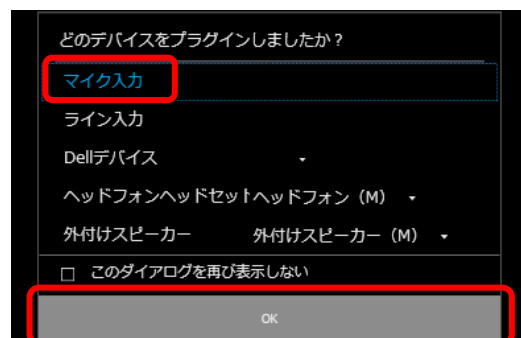 どのデバイスをプラグインしましたか？
マイク入力
ライン入力
Dellデバイス
ヘッドフォンヘッドセットヘッドフォン（M）
外付けスピーカー 外付けスピーカー（M）
このダイアログを再び表示しない
OK